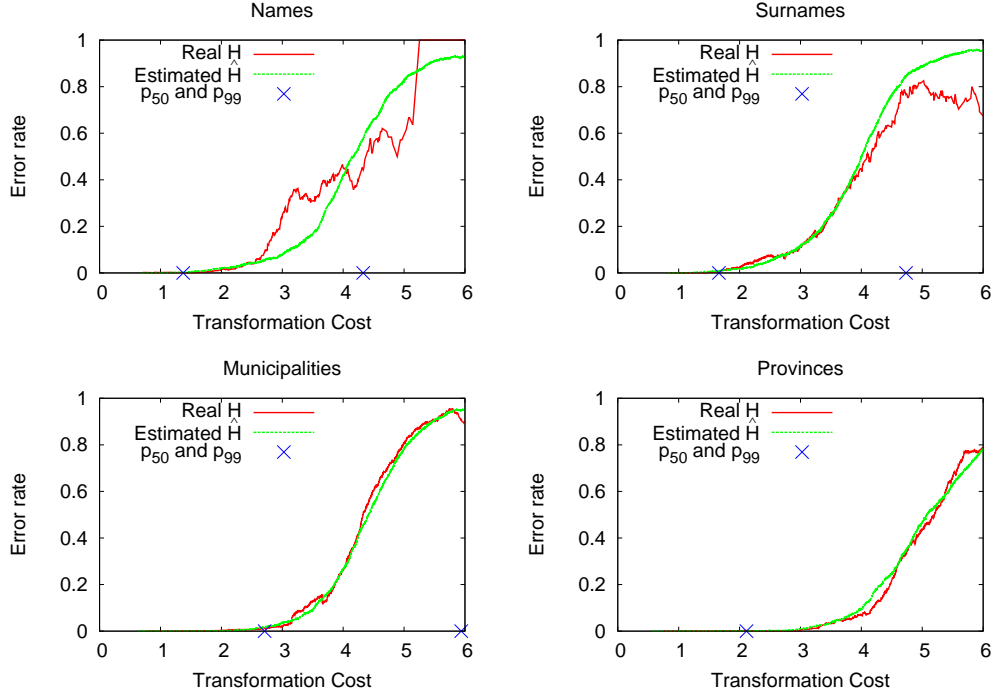 Names
Error rate
1
0.8
0.6
0.4
0.2
0
Real H
Estimated Ĥ
p50 and p99
0 1 2 3 4 5 6
Transformation Cost
Surnames
Error rate
1
0.8
0.6
0.4
0.2
0
Real H
Estimated Ĥ
p50 and p99
0 1 2 3 4 5 6
Transformation Cost
Municipalities
Error rate
1
0.8
0.6
0.4
0.2
0
Real H
Estimated Ĥ
p50 and p99
0 1 2 3 4 5 6
Transformation Cost
Provinces
Error rate
1
0.8
0.6
0.4
0.2
0
Real H
Estimated Ĥ
p50 and p99
0 1 2 3 4 5 6
Transformation Cost